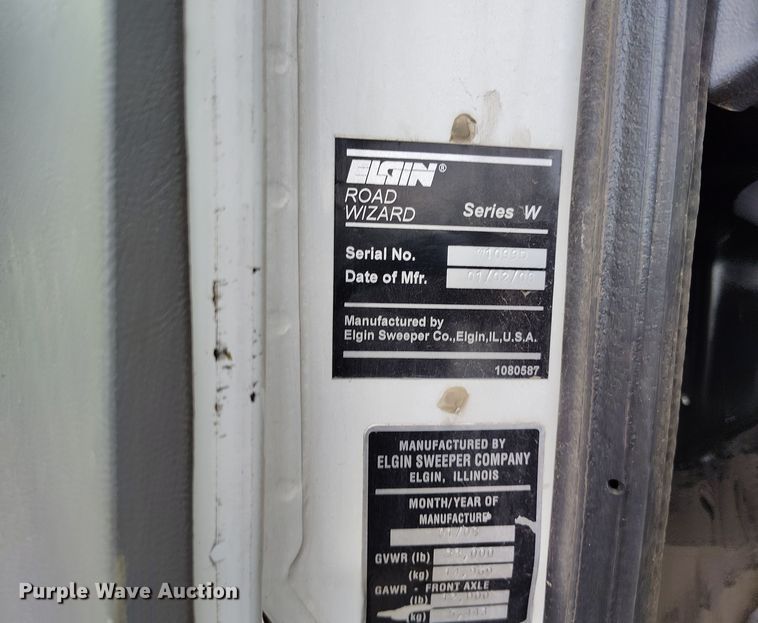 ELGIN®
ROAD
WIZARD
Series W
Serial No.
Date of Mfr.
Manufactured by
Elgin Sweeper Co.,Elgin,IL,U.S.A.
1080587
MANUFACTURED BY
ELGIN SWEEPER COMPANY
ELGIN, ILLINOIS
MONTH/YEAR OF
MANUFACTURE
GVWR (lb)
(kg)
GAWR - FRONT AXLE
(lb)
kg)
Purple Wave Auction